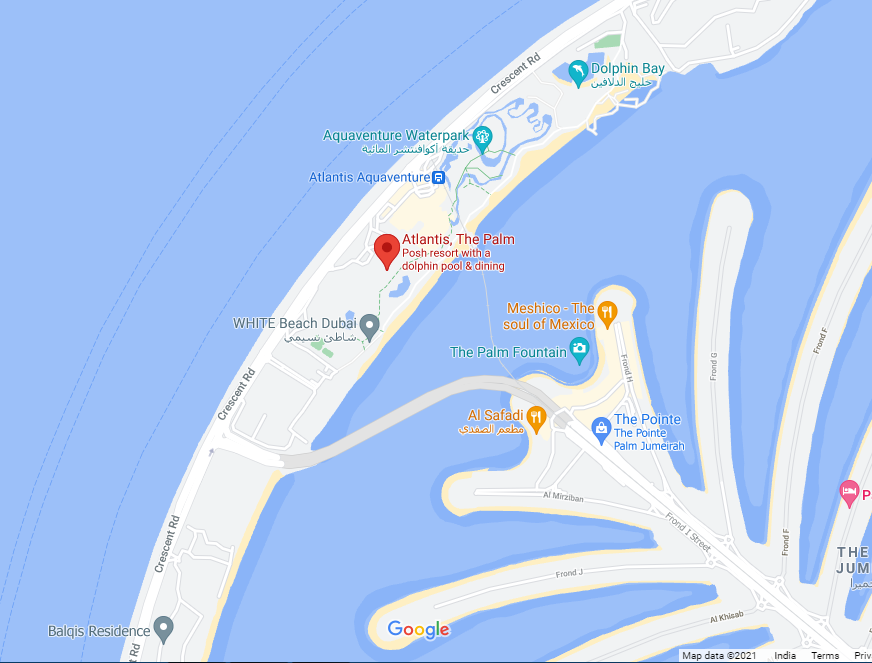 Crescent Rd
Dolphin Bay
خليج الدلافين
Aquaventure Waterpark
حديقة أكوافنتشر المائية
Atlantis Aquaventure
Atlantis, The Palm
Posh resort with a
dolphin pool & dining
Meshico - The
soul of Mexico
WHITE Beach Dubai
شاطئ نسيمي
The Palm Fountain
Frond H
Frond G
Frond F
Crescent Rd
Al Safadi
مطعم الصفدي
The Pointe
The Pointe
Palm Jumeirah
Al Mirziban
P
Crescent Rd
Frond I Street
Frond F
THE
JUM
Frond J
Al Khisab
Balqis Residence
Google
t Rd
Map data ©2021
India
Terms
Priv